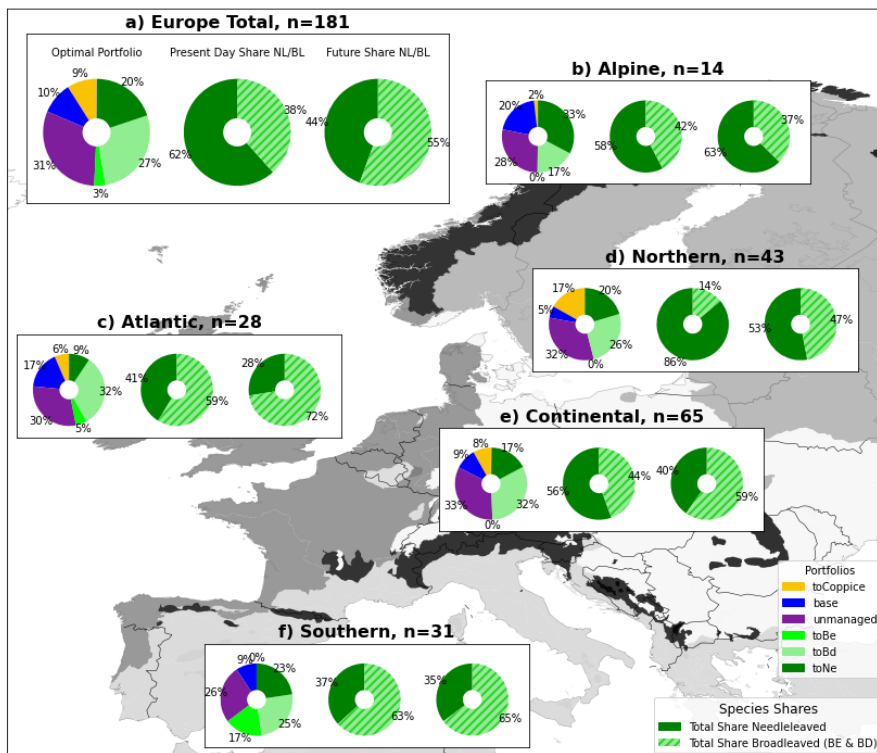 a) Europe Total, n=181
Optimal Portfolio Present Day Share NL/BL Future Share NL/BL
9% 20% 10% 31% 27% 3%
38% 62%
44% 55%
b) Alpine, n=14
2% 33% 20% 28% 17% 0%
42% 58%
37% 63%
d) Northern, n=43
17% 20% 5% 32% 26% 0%
14% 86%
47% 53%
c) Atlantic, n=28
6% 9% 17% 32% 30% 5%
41% 59%
28% 72%
e) Continental, n=65
8% 17% 9% 33% 32% 0%
44% 56%
40% 59%
f) Southern, n=31
9% 0% 23% 26% 25% 17%
37% 63%
35% 65%
Portfolios
toCoppice
base
unmanaged
toBe
toBd
toNe
Species Shares
Total Share Needleleaved
Total Share Broadleaved (BE & BD)